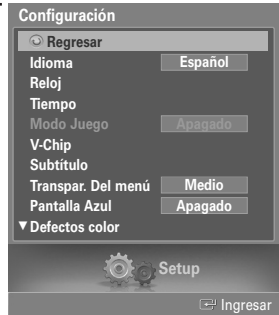 Configuración
Regresar
Idioma Español
Reloj
Tiempo
Modo Juego Apagado
V-Chip
Subtítulo
Transpar. Del menú Medio
Pantalla Azul Apagado
▼Defectos color
Setup
Ingresar